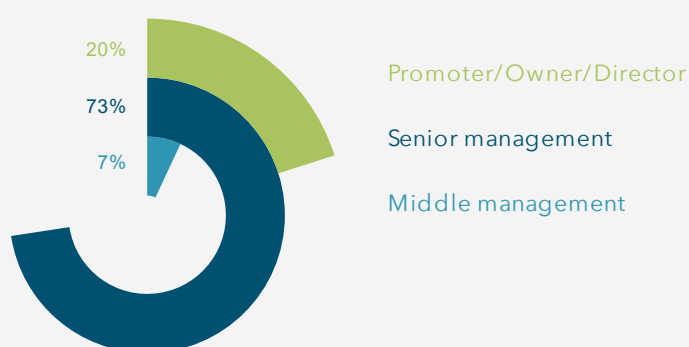 20%
Promoter/Owner/Director
73%
Senior management
7%
Middle management